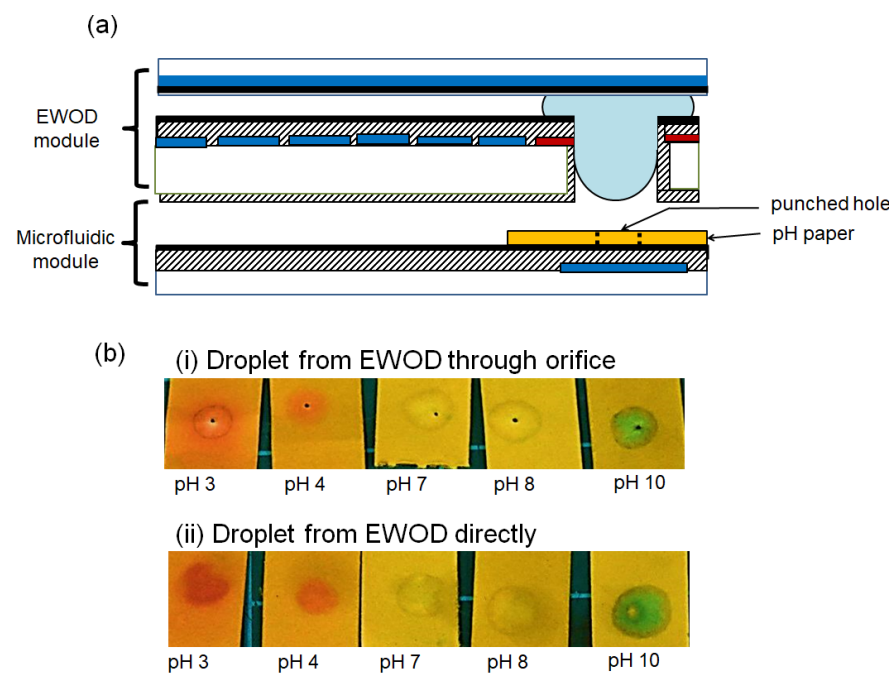 (a)
EWOD
module
Microfluidic
module
punched hole
pH paper
(b)
(i) Droplet from EWOD through orifice
pH 3 pH 4 pH 7 pH 8 pH 10
(ii) Droplet from EWOD directly
pH 3 pH 4 pH 7 pH 8 pH 10